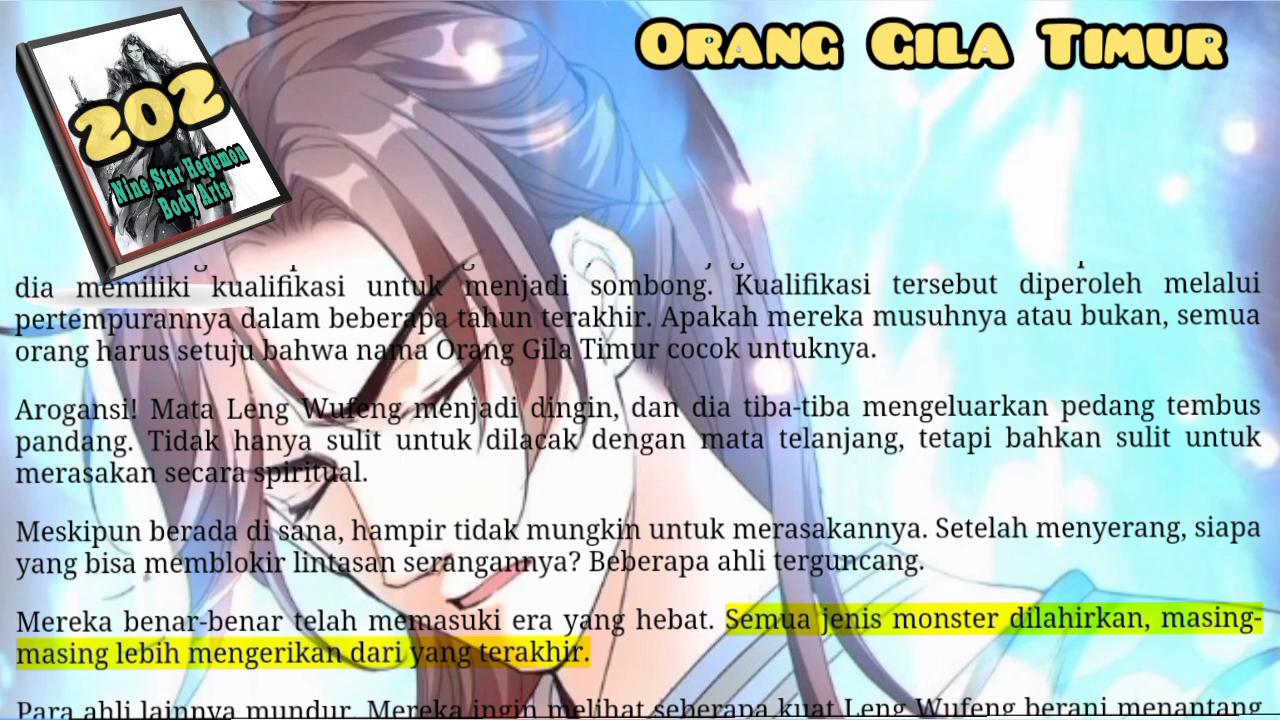 Orang Gila Timur
202
Nine Star Hegemon
Body Arts
dia memiliki kualifikasi untuk menjadi sombong. Kualifikasi tersebut diperoleh melalui
pertempurannya dalam beberapa tahun terakhir. Apakah mereka musuhnya atau bukan, semua
orang harus setuju bahwa nama Orang Gila Timur cocok untuknya.
Arogansi! Mata Leng Wufeng menjadi dingin, dan dia tiba-tiba mengeluarkan pedang tembus
pandang. Tidak hanya sulit untuk dilacak dengan mata telanjang, tetapi bahkan sulit untuk
merasakan secara spiritual.
Meskipun berada di sana, hampir tidak mungkin untuk merasakannya. Setelah menyerang, siapa
yang bisa memblokir lintasan serangannya? Beberapa ahli terguncang.
Mereka benar-benar telah memasuki era yang hebat. Semua jenis monster dilahirkan, masing-
masing lebih mengerikan dari yang terakhir.
Para ahli lainnya mundur. Mereka ingin melihat seberapa kuat Leng Wufeng berani menantang